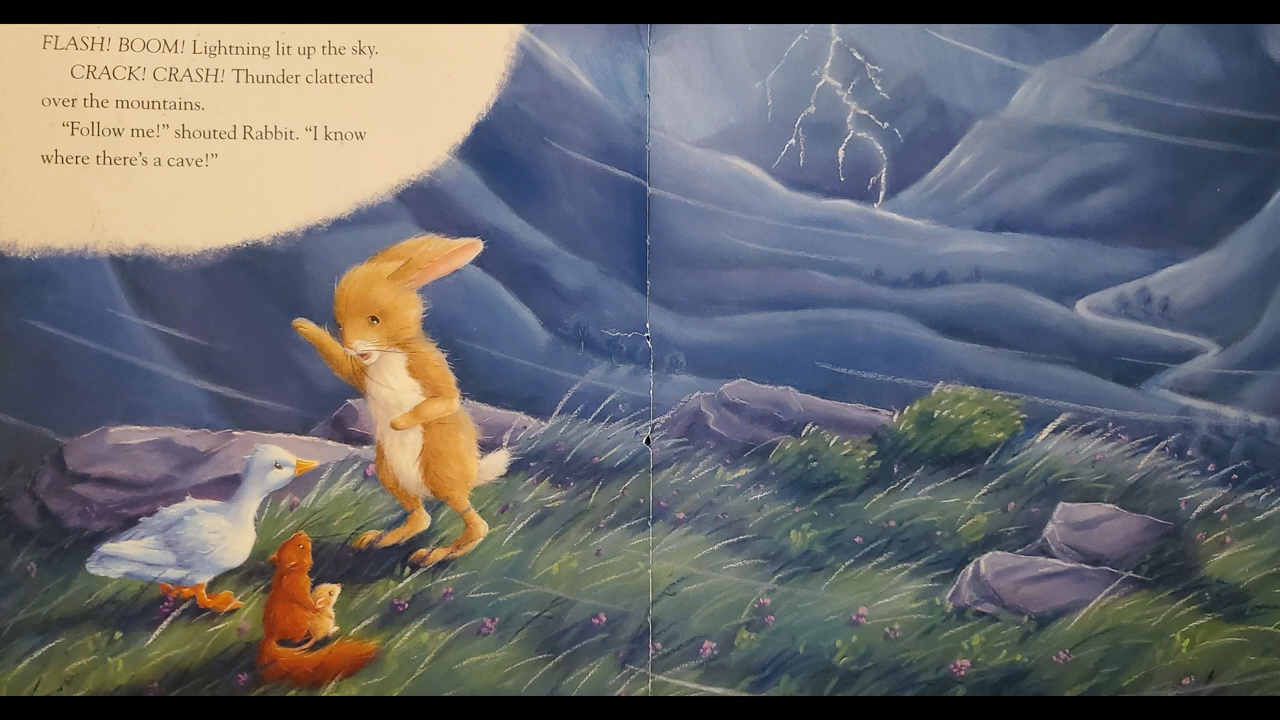 FLASH! BOOM! Lightning lit up the sky.
CRACK! CRASH! Thunder clattered
over the mountains.
“Follow me!” shouted Rabbit. “I know
where there’s a cave!”